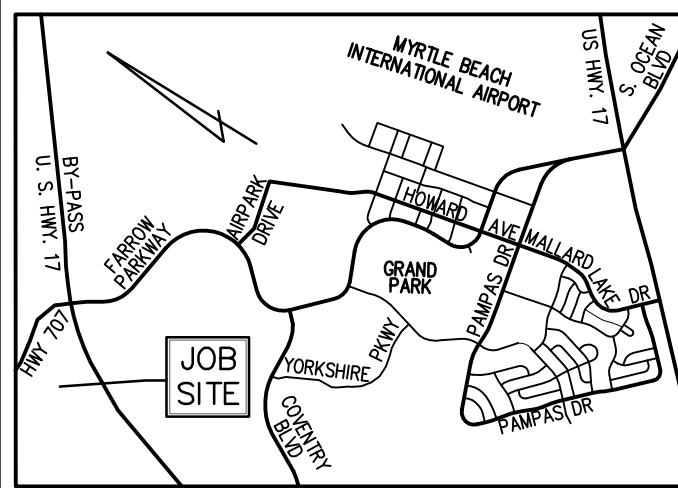 MYRTLE BEACH
INTERNATIONAL AIRPORT
US HWY. 17
S. OCEAN
BLVD
BY-PASS
U. S. HWY. 17
FARROW
PARKWAY
AIRPARK
DRIVE
HOWARD AVE
MALLARD LAKE DR
GRAND
PARK
PAMPAS DR
HWY 707
JOB
SITE
YORKSHIRE PKWY
COVENTRY
BLVD
PAMPAS DR